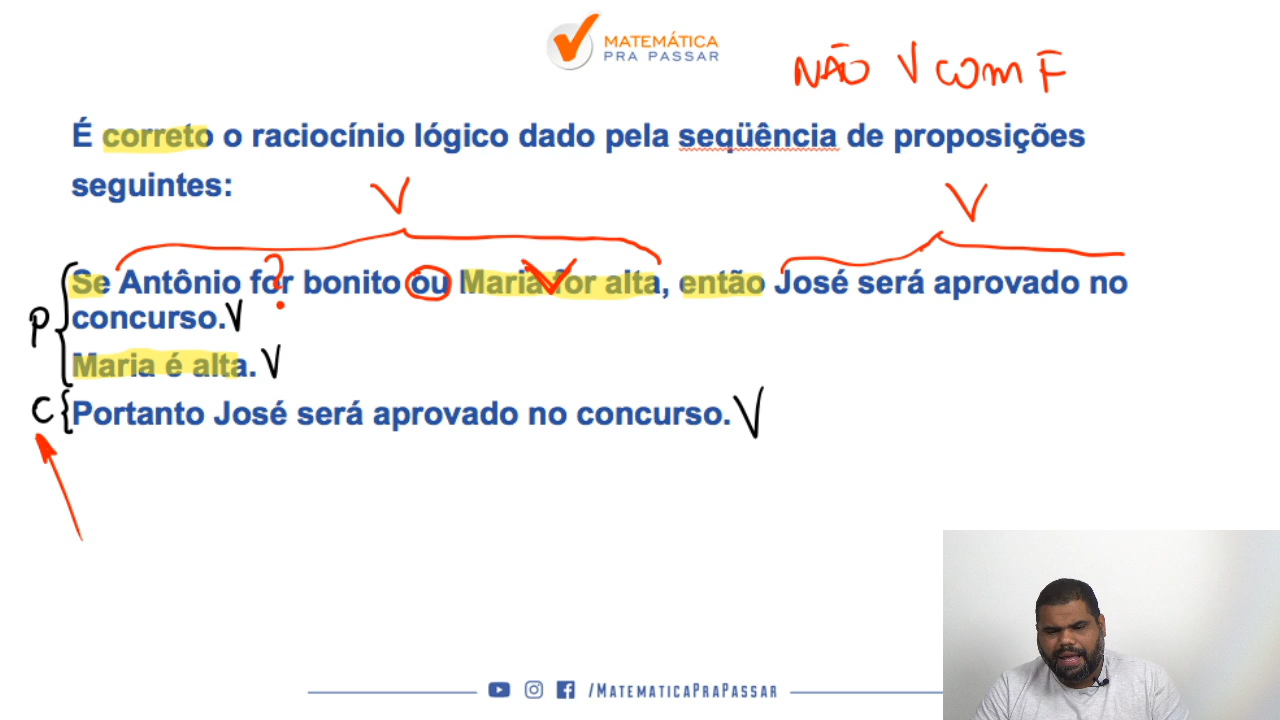 MATEMÁTICA
PRA PASSAR
NÃO V COM F
É correto o raciocínio lógico dado pela seqüência de proposições
seguintes:
V V
Se Antônio for bonito ou Maria for alta, então José será aprovado no
? V
P concurso. V
Maria é alta. V
C Portanto José será aprovado no concurso. V
/MATEMATICAPRAPASSAR